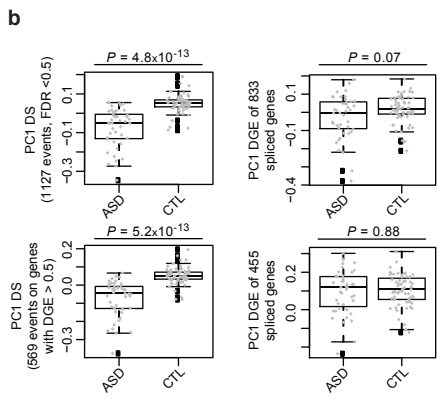 b
P = 4.8x10-13
PC1 DS
(1127 events, FDR <0.5)
0.1
−0.1
−0.3
ASD
CTL
P = 0.07
PC1 DGE of 833
spliced genes
0.1
−0.1
−0.4
ASD
CTL
P = 5.2x10-13
PC1 DS
(569 events on genes
with DGE > 0.5)
0.2
0.0
−0.3
ASD
CTL
P = 0.88
PC1 DGE of 455
spliced genes
0.2
0.0
ASD
CTL